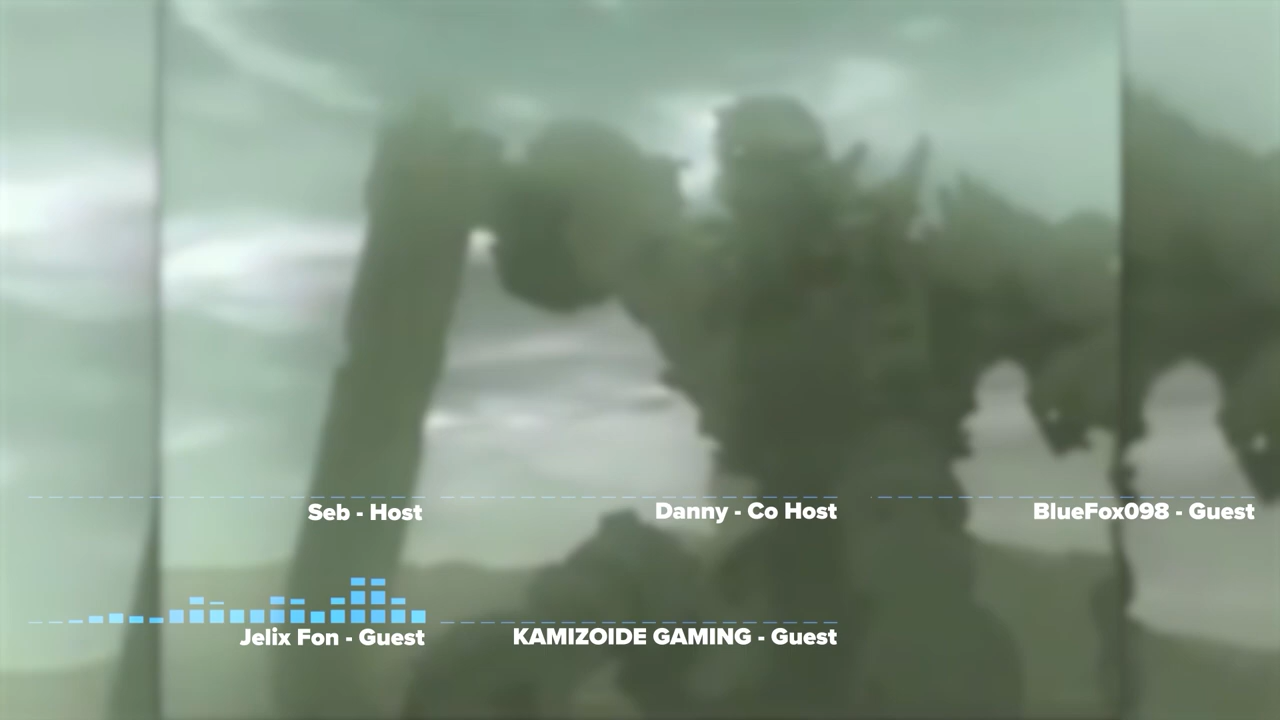 Seb - Host
Danny - Co Host
BlueFox098 - Guest
Jelix Fon - Guest
KAMIZOIDE GAMING - Guest